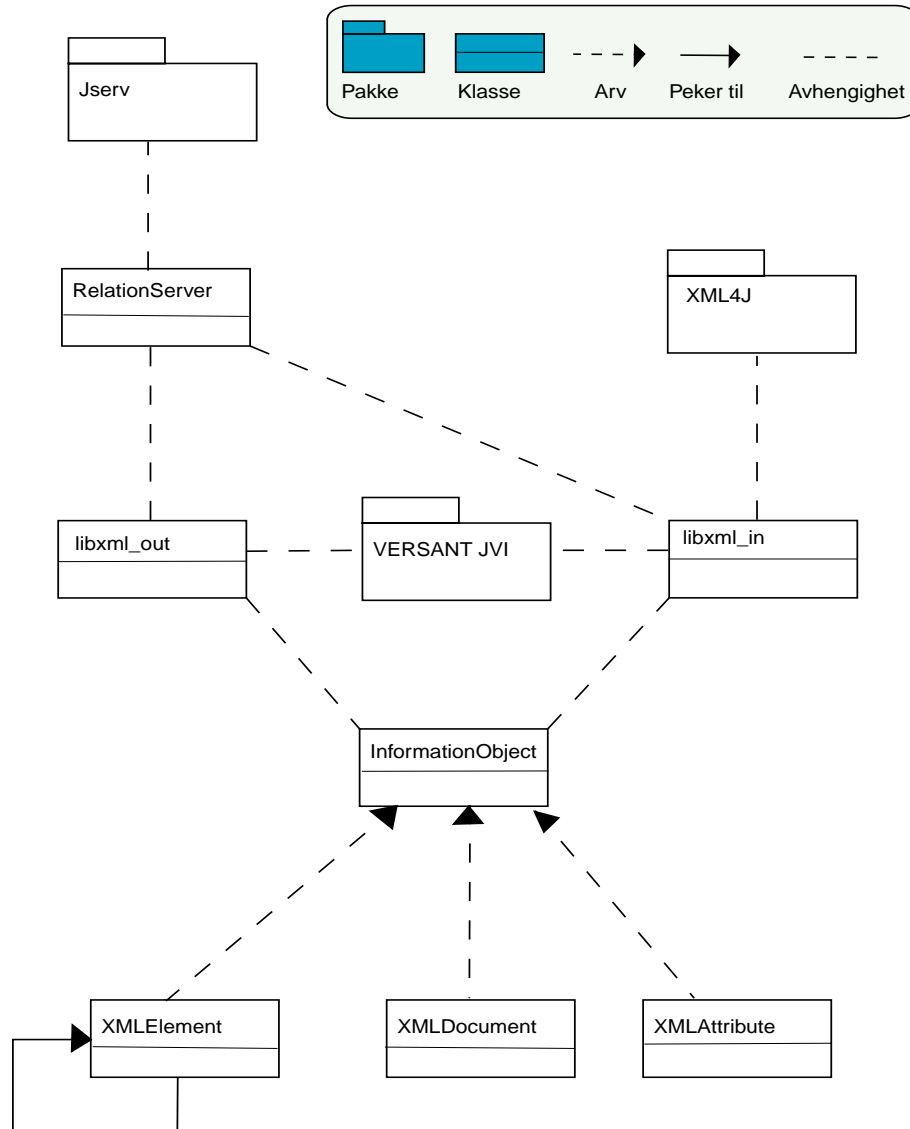 Jserv
Pakke Klasse Arv Peker til Avhengighet
RelationServer
XML4J
libxml_out
VERSANT JVI
libxml_in
InformationObject
XMLElement
XMLDocument
XMLAttribute